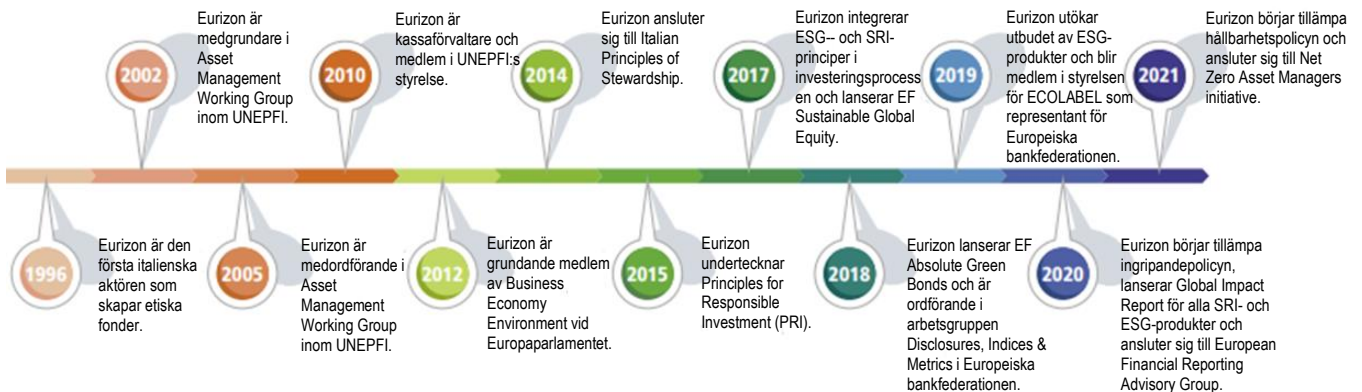 2002
Eurizon är
medgrundare i
Asset
Management
Working Group
inom UNEPFI.
2010
Eurizon är
kassaförvaltare och
medlem i UNEPFI:s
styrelse.
2014
Eurizon ansluter
sig till Italian
Principles of
Stewardship.
2017
Eurizon integrerar
ESG-- och SRI-
principer i
investeringsprocess
en och lanserar EF
Sustainable Global
Equity.
2019
Eurizon utökar
utbudet av ESG-
produkter och blir
medlem i styrelsen
för ECOLABEL som
representant för
Europeiska
bankfederationen.
2021
Eurizon börjar tillämpa
hållbarhetspolicyn och
ansluter sig till Net
Zero Asset Managers
initiative.
1996
Eurizon är den
första italienska
aktören som
skapar etiska
fonder.
2005
Eurizon är
medordförande i
Asset
Management
Working Group
inom UNEPFI.
2012
Eurizon är
grundande medlem
av Business
Economy
Environment vid
Europaparlamentet.
2015
Eurizon
undertecknar
Principles for
Responsible
Investment (PRI).
2018
Eurizon lanserar EF
Absolute Green
Bonds och är
ordförande i
arbetsgruppen
Disclosures, Indices &
Metrics i Europeiska
bankfederationen.
2020
Eurizon börjar tillämpa
ingripandepolicyn,
lanserar Global Impact
Report för alla SRI- och
ESG-produkter och
ansluter sig till European
Financial Reporting
Advisory Group.